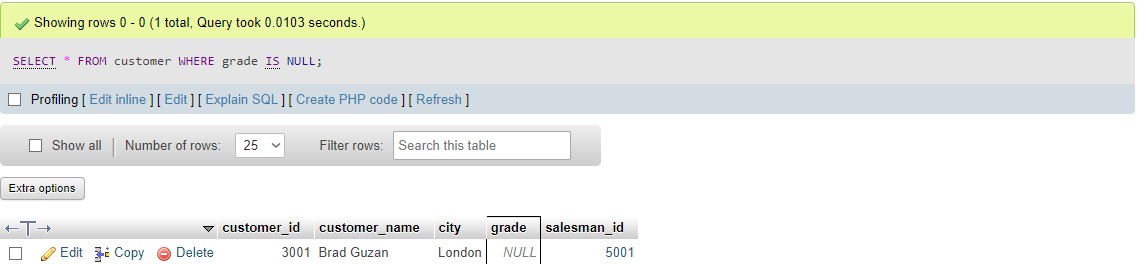 Showing rows 0 - 0 (1 total, Query took 0.0103 seconds.)
SELECT * FROM customer WHERE grade IS NULL;
Profiling [ Edit inline ] [ Edit ] [ Explain SQL ] [ Create PHP code ] [ Refresh ]
Show all Number of rows: 25 Filter rows: Search this table
Extra options
customer_id customer_name city grade salesman_id
Edit Copy Delete 3001 Brad Guzan London NULL 5001